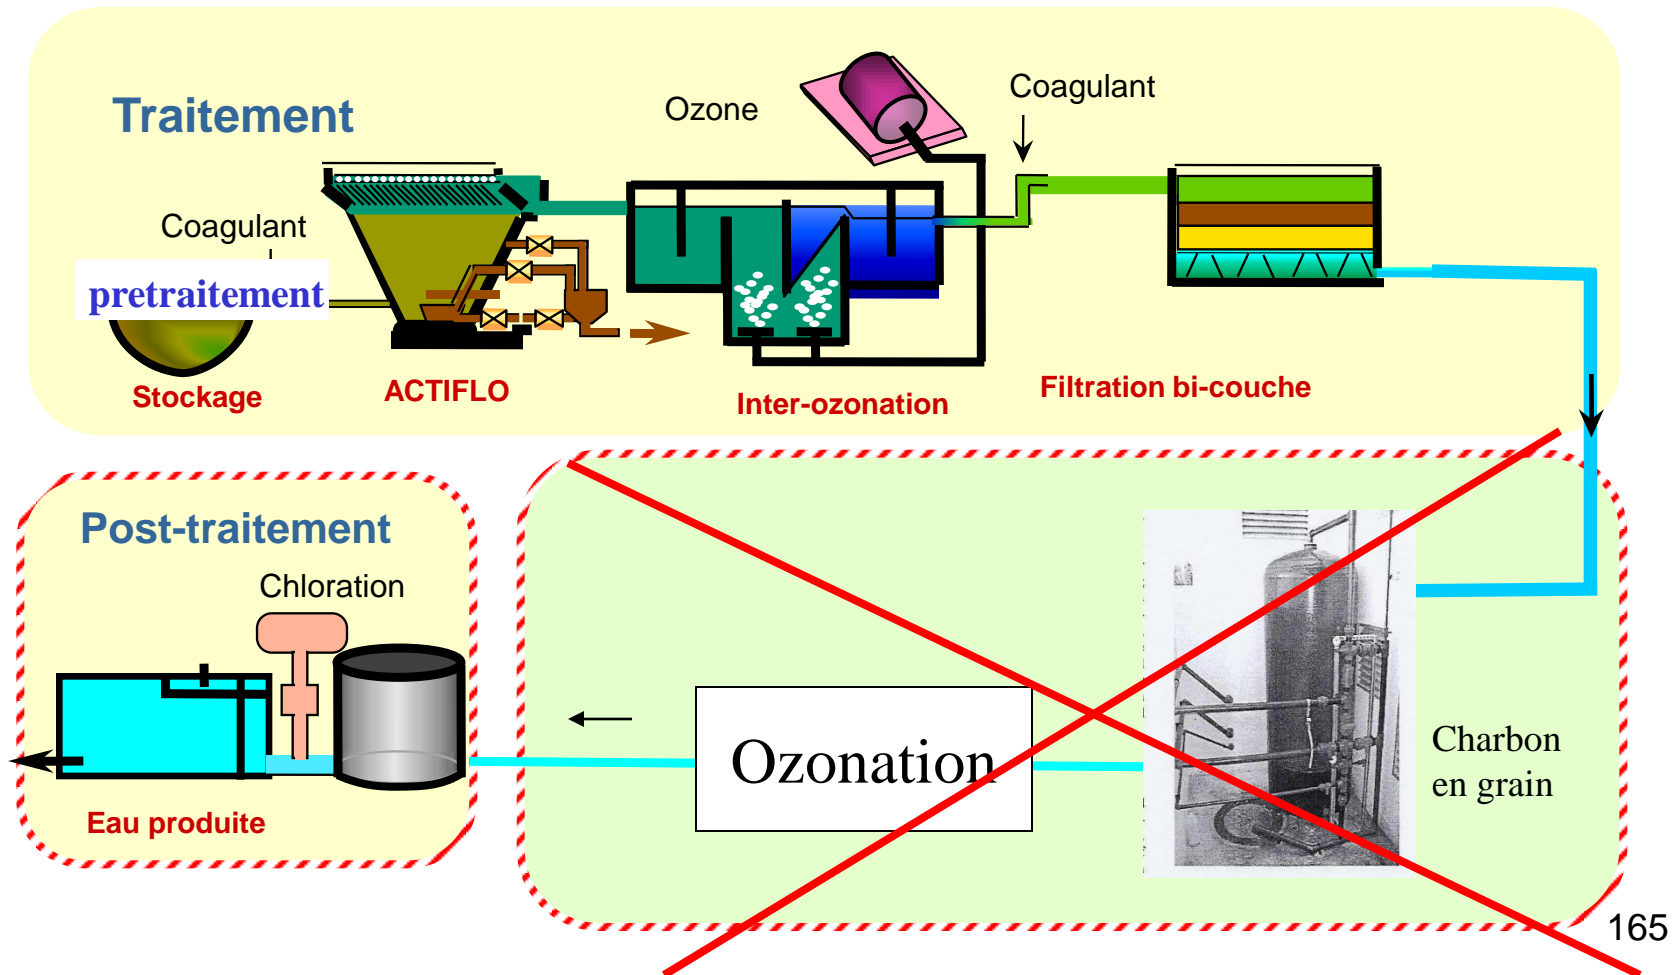 Traitement
Ozone
Coagulant
Coagulant
pretraitement
Stockage
ACTIFLO
Inter-ozonation
Filtration bi-couche
Post-traitement
Chloration
Eau produite
Ozonation
Charbon
en grain
165